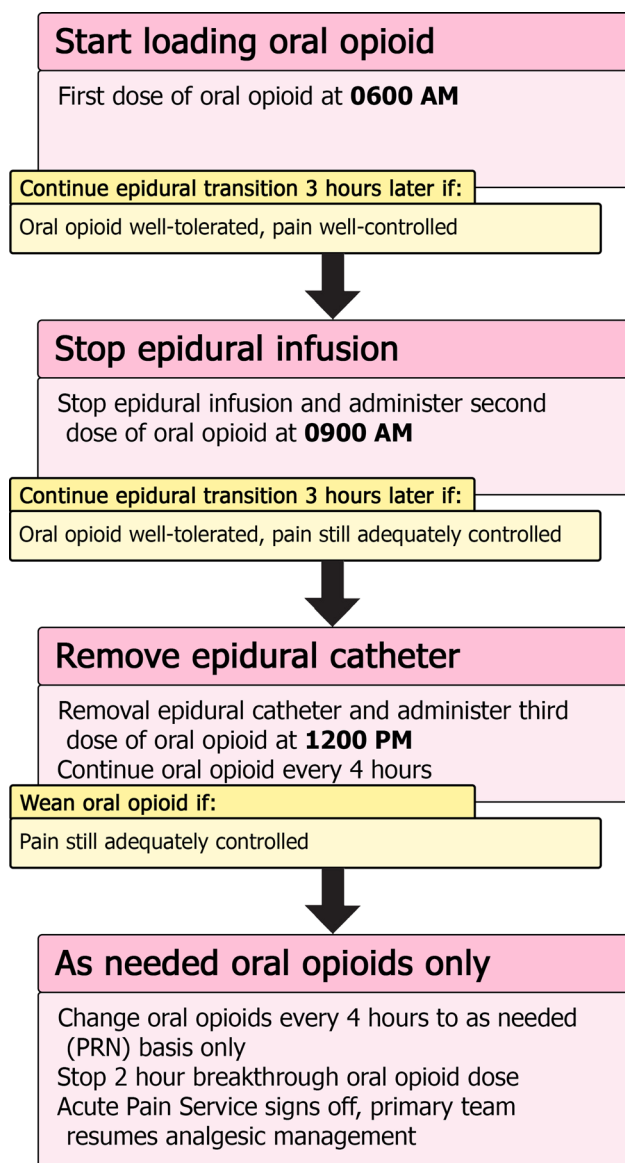 Start loading oral opioid
First dose of oral opioid at 0600 AM
Continue epidural transition 3 hours later if:
Oral opioid well-tolerated, pain well-controlled
Stop epidural infusion
Stop epidural infusion and administer second
dose of oral opioid at 0900 AM
Continue epidural transition 3 hours later if:
Oral opioid well-tolerated, pain still adequately controlled
Remove epidural catheter
Removal epidural catheter and administer third
dose of oral opioid at 1200 PM
Continue oral opioid every 4 hours
Wean oral opioid if:
Pain still adequately controlled
As needed oral opioids only
Change oral opioids every 4 hours to as needed
(PRN) basis only
Stop 2 hour breakthrough oral opioid dose
Acute Pain Service signs off, primary team
resumes analgesic management